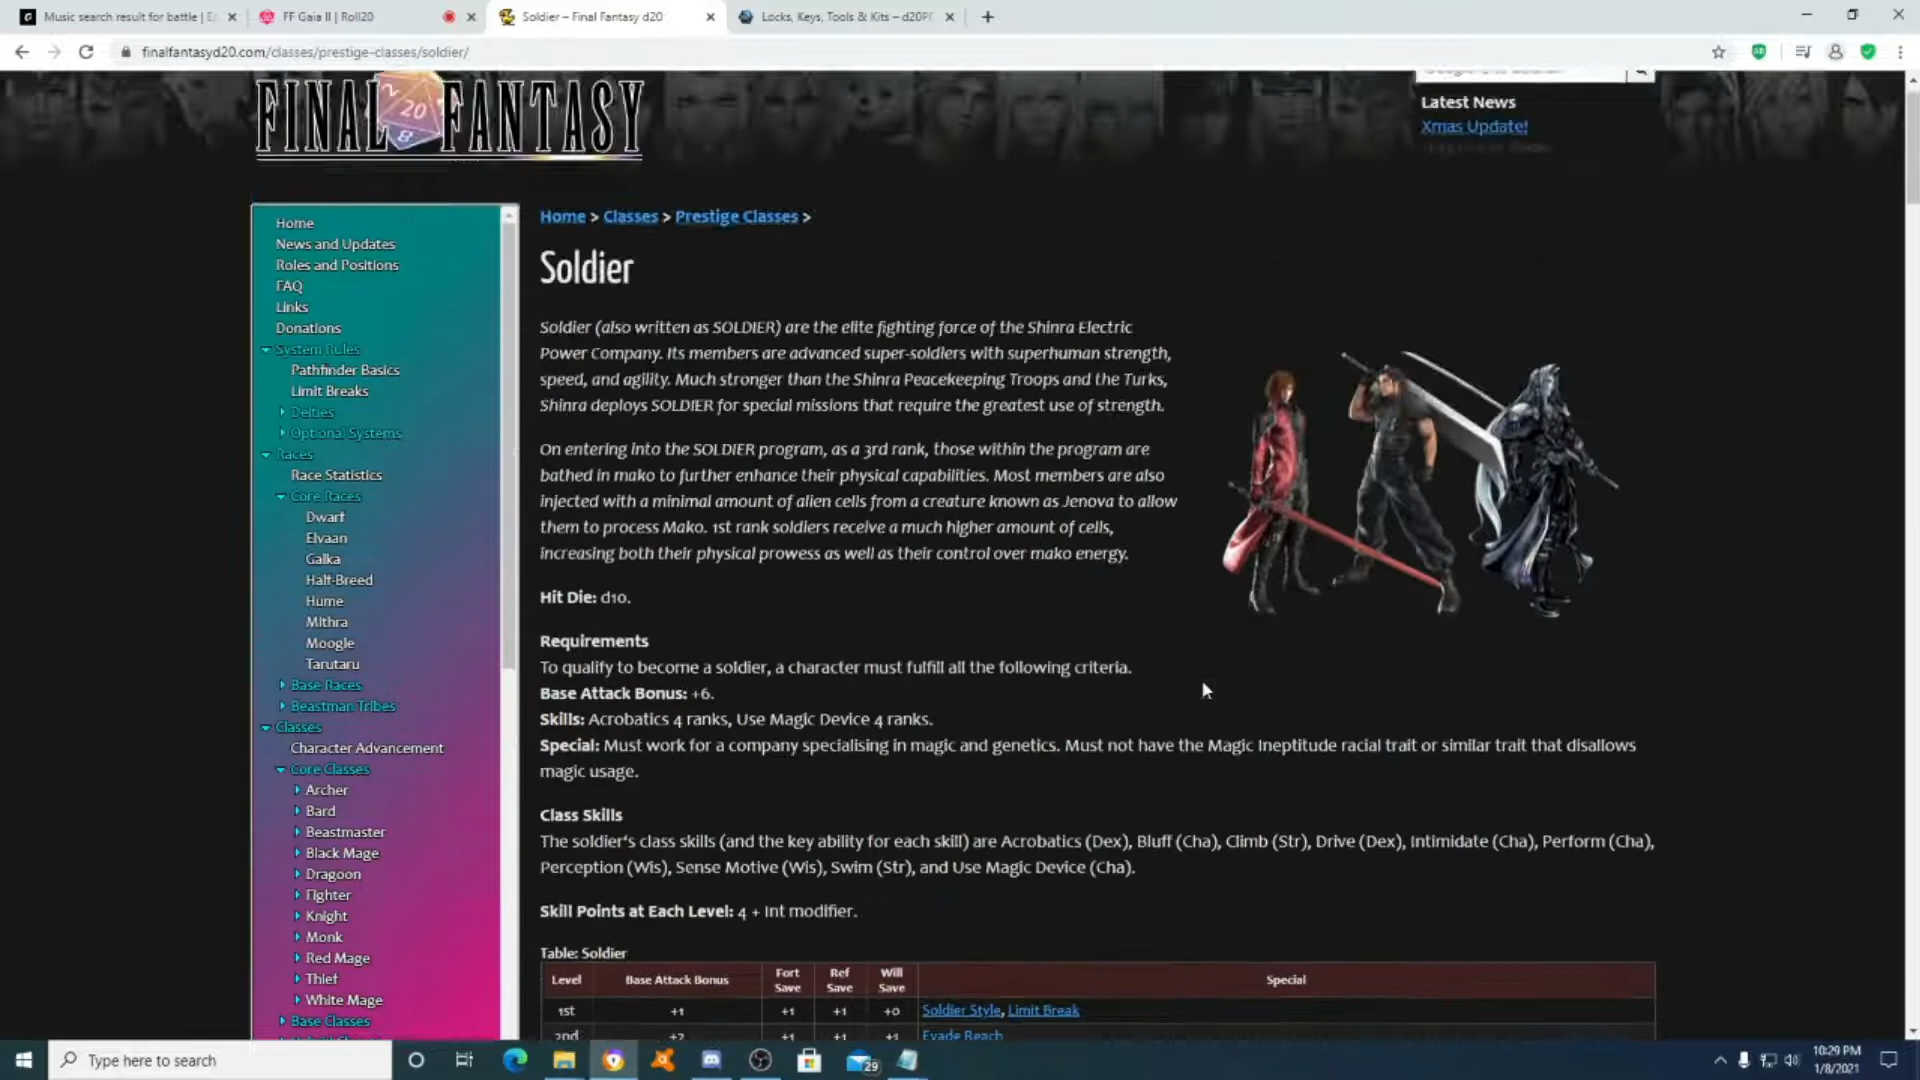 Music search result for battle | E
FF Gaia II | Roll20
Soldier – Final Fantasy d20
Locks, Keys, Tools & Kits – d20PF
finalfantasyd20.com/classes/prestige-classes/soldier/
FINAL FANTASY
20
8
Latest News
Xmas Update!
Home
News and Updates
Roles and Positions
FAQ
Links
Donations
System Rules
Pathfinder Basics
Limit Breaks
Deities
Optional Systems
Races
Race Statistics
Core Races
Dwarf
Elvaan
Galka
Half-Breed
Hume
Mithra
Moogle
Tarutaru
Base Races
Beastman Tribes
Classes
Character Advancement
Core Classes
Archer
Bard
Beastmaster
Black Mage
Dragoon
Fighter
Knight
Monk
Red Mage
Thief
White Mage
Base Classes
Home > Classes > Prestige Classes >
Soldier
Soldier (also written as SOLDIER) are the elite fighting force of the Shinra Electric
Power Company. Its members are advanced super-soldiers with superhuman strength,
speed, and agility. Much stronger than the Shinra Peacekeeping Troops and the Turks,
Shinra deploys SOLDIER for special missions that require the greatest use of strength.
On entering into the SOLDIER program, as a 3rd rank, those within the program are
bathed in mako to further enhance their physical capabilities. Most members are also
injected with a minimal amount of alien cells from a creature known as Jenova to allow
them to process Mako. 1st rank soldiers receive a much higher amount of cells,
increasing both their physical prowess as well as their control over mako energy.
Hit Die: d10.
Requirements
To qualify to become a soldier, a character must fulfill all the following criteria.
Base Attack Bonus: +6.
Skills: Acrobatics 4 ranks, Use Magic Device 4 ranks.
Special: Must work for a company specialising in magic and genetics. Must not have the Magic Ineptitude racial trait or similar trait that disallows
magic usage.
Class Skills
The soldier's class skills (and the key ability for each skill) are Acrobatics (Dex), Bluff (Cha), Climb (Str), Drive (Dex), Intimidate (Cha), Perform (Cha),
Perception (Wis), Sense Motive (Wis), Swim (Str), and Use Magic Device (Cha).
Skill Points at Each Level: 4 + Int modifier.
Table: Soldier
Level Base Attack Bonus Fort Save Ref Save Will Save Special
1st +1 +1 +1 +0 Soldier Style, Limit Break
2nd +2 +1 +1 +1 Evade Reach
Type here to search
29
10:29 PM
1/8/2021